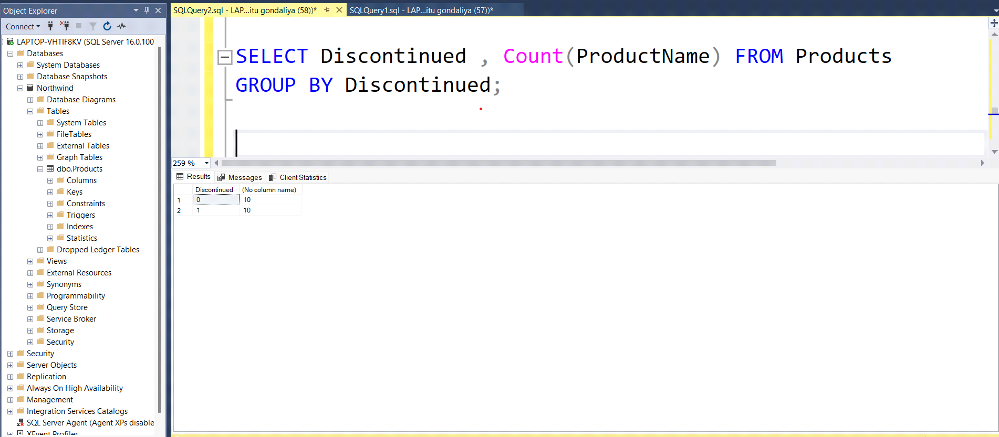 Object Explorer
Connect
LAPTOP-VHTIF8KV (SQL Server 16.0.100
Databases
System Databases
Database Snapshots
Northwind
Database Diagrams
Tables
System Tables
FileTables
External Tables
Graph Tables
dbo.Products
Columns
Keys
Constraints
Triggers
Indexes
Statistics
Dropped Ledger Tables
Views
External Resources
Synonyms
Programmability
Query Store
Service Broker
Storage
Security
Security
Server Objects
Replication
Always On High Availability
Management
Integration Services Catalogs
SQL Server Agent (Agent XPs disable
XEvent Profiler
SQLQuery2.sql - LAP...itu gondaliya (58))* SQLQuery1.sql - LAP...itu gondaliya (57))*
SELECT Discontinued , Count(ProductName) FROM Products
GROUP BY Discontinued;
259 %
Results Messages Client Statistics
Discontinued (No column name)
1 0 10
2 1 10